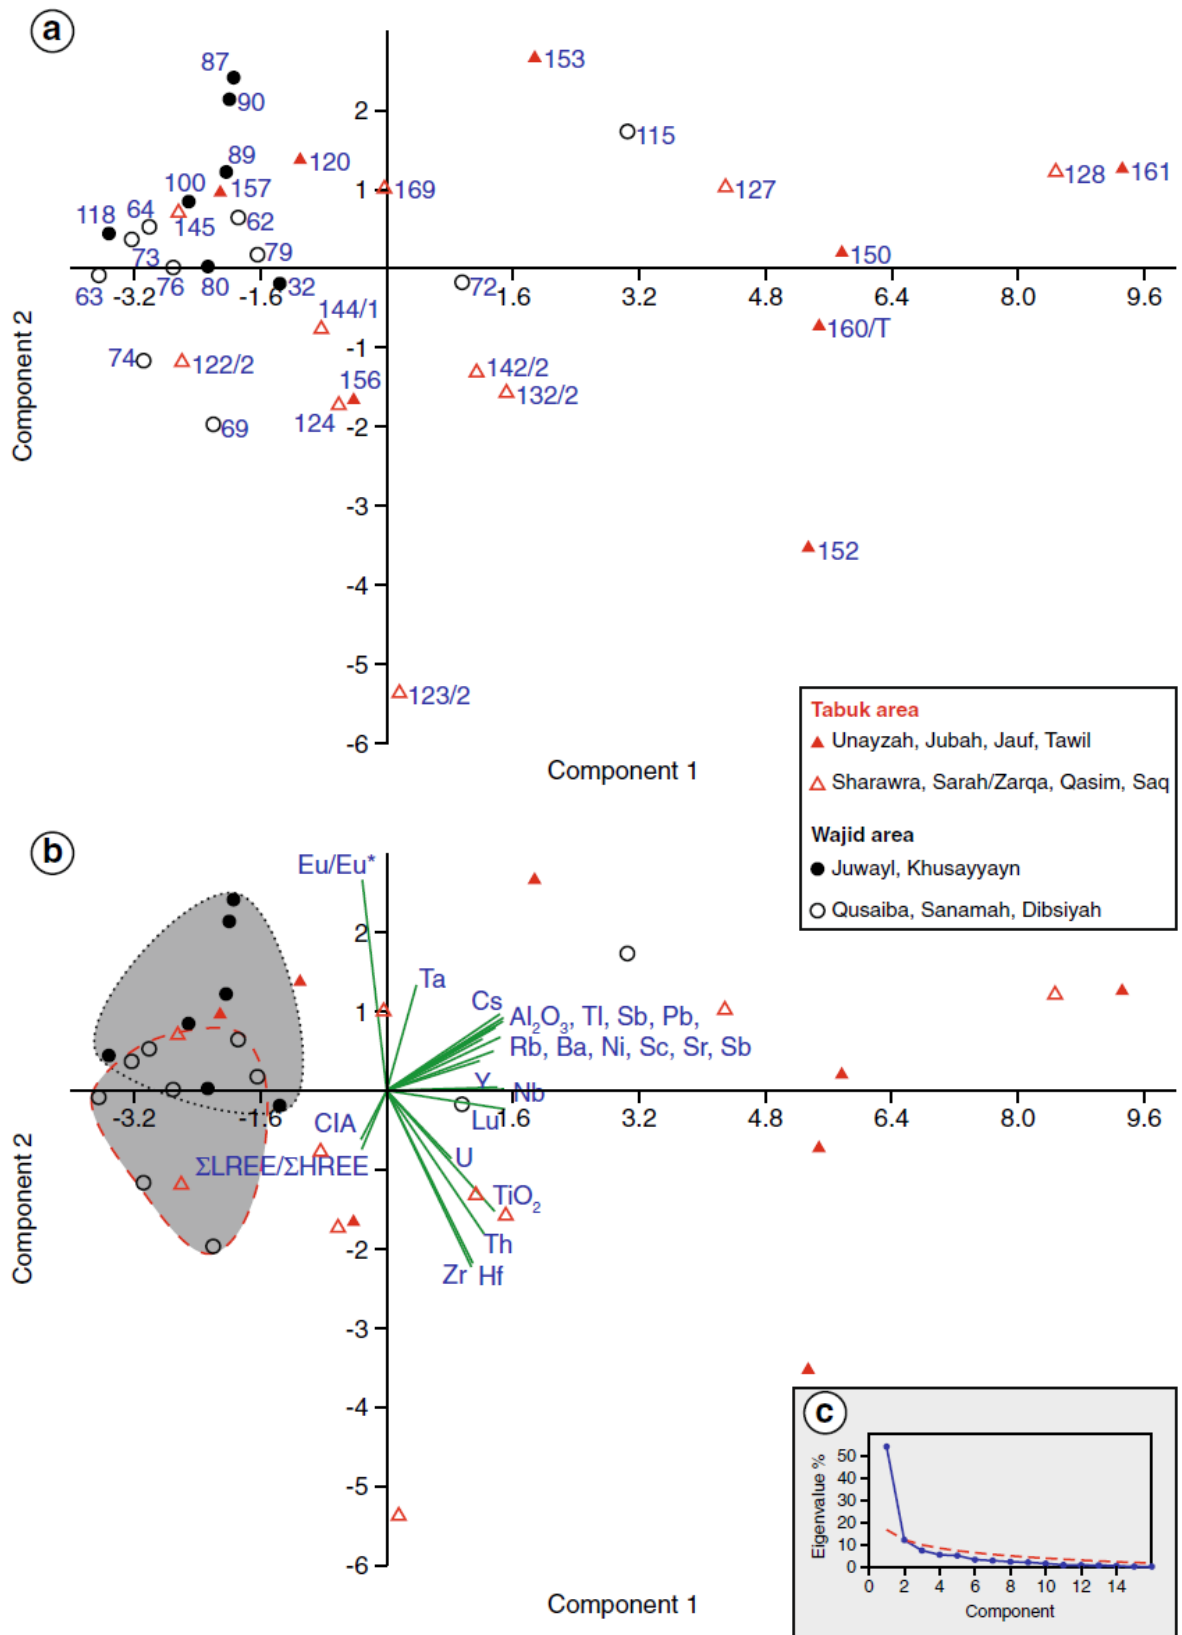 a
87
153
2
90
115
89
120
100
157
1
169
127
128
161
118
64
145
62
73
79
150
63
-3.2
76
80
-1.6
32
72
1.6
3.2
4.8
6.4
8.0
9.6
144/1
160/T
74
122/2
-1
142/2
156
132/2
124
-2
69
Component 2
-3
152
-4
-5
123/2
-6
Component 1
Tabuk area
Unayzah, Jubah, Jauf, Tawil
Sharawra, Sarah/Zarqa, Qasim, Saq
Wajid area
Juwayl, Khusayyayn
Qusaiba, Sanamah, Dibsiyah
b
Eu/Eu*
2
Ta
Cs
1
Al2O3, Tl, Sb, Pb,
Rb, Ba, Ni, Sc, Sr, Sb
Y
Nb
-3.2
-1.6
1.6
3.2
4.8
6.4
8.0
9.6
CIA
Lu
ΣLREE/ΣHREE
U
TiO2
Th
-2
Zr
Hf
Component 2
-3
-4
-5
-6
Component 1
c
Eigenvalue %
50
40
30
20
10
0
0
2
4
6
8
10
12
14
Component